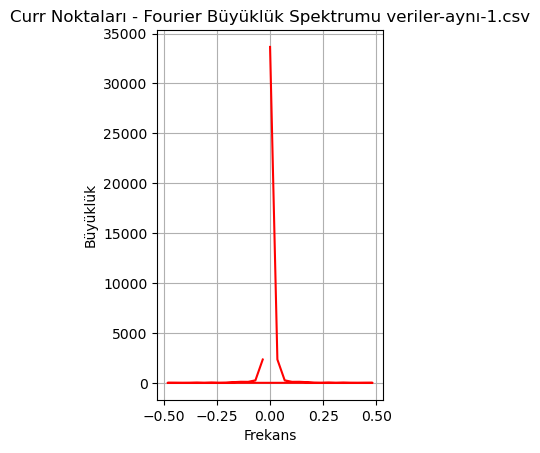 Curr Noktaları - Fourier Büyüklük Spektrumu veriler-aynı-1.csv
35000
30000
25000
20000
15000
10000
5000
0
Büyüklük
−0.50 −0.25 0.00 0.25 0.50
Frekans